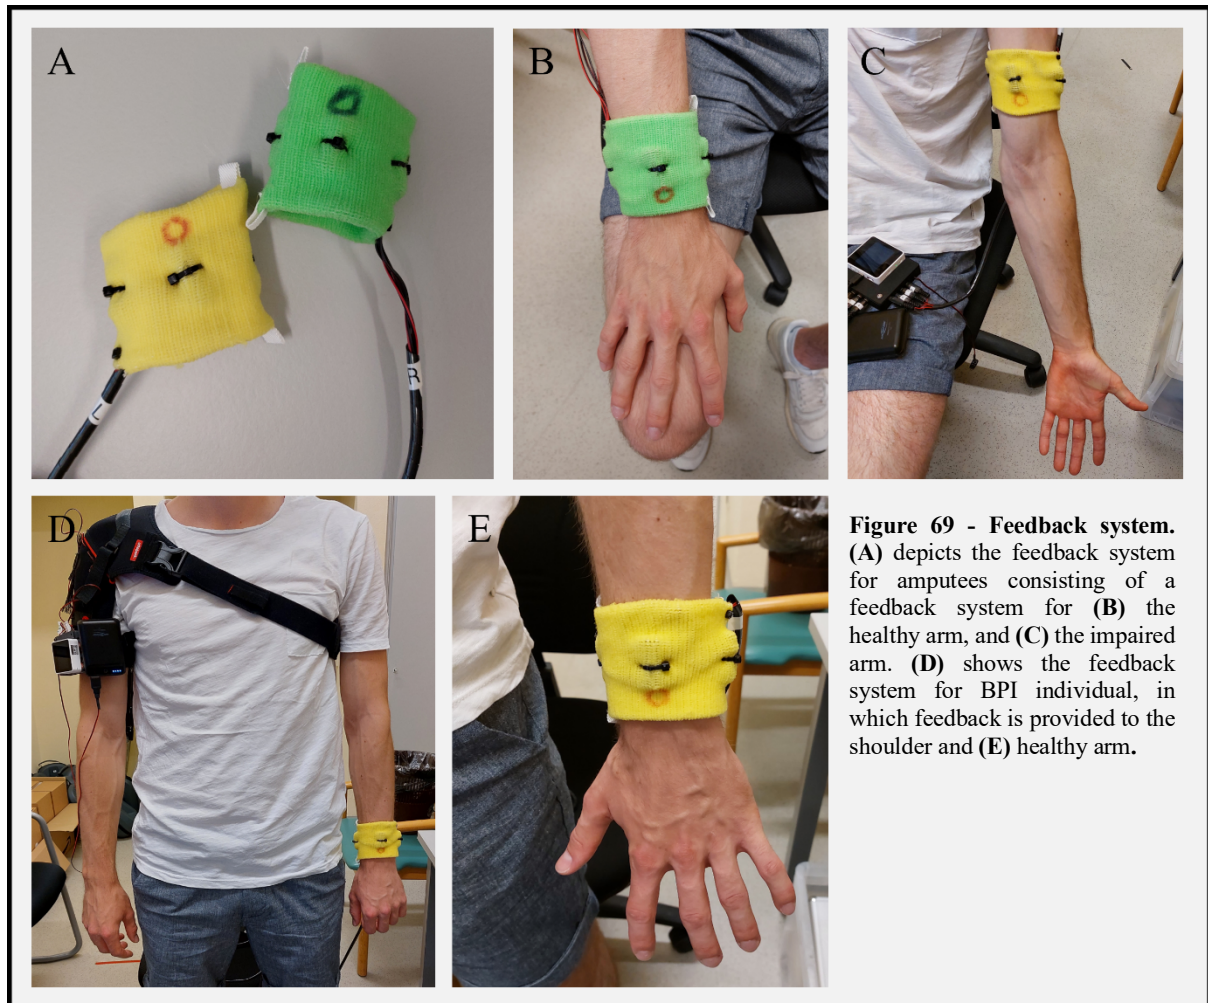 A
B
C
L
R
D
E
Figure 69 - Feedback system.
(A) depicts the feedback system
for amputees consisting of a
feedback system for (B) the
healthy arm, and (C) the impaired
arm. (D) shows the feedback
system for BPI individual, in
which feedback is provided to the
shoulder and (E) healthy arm.